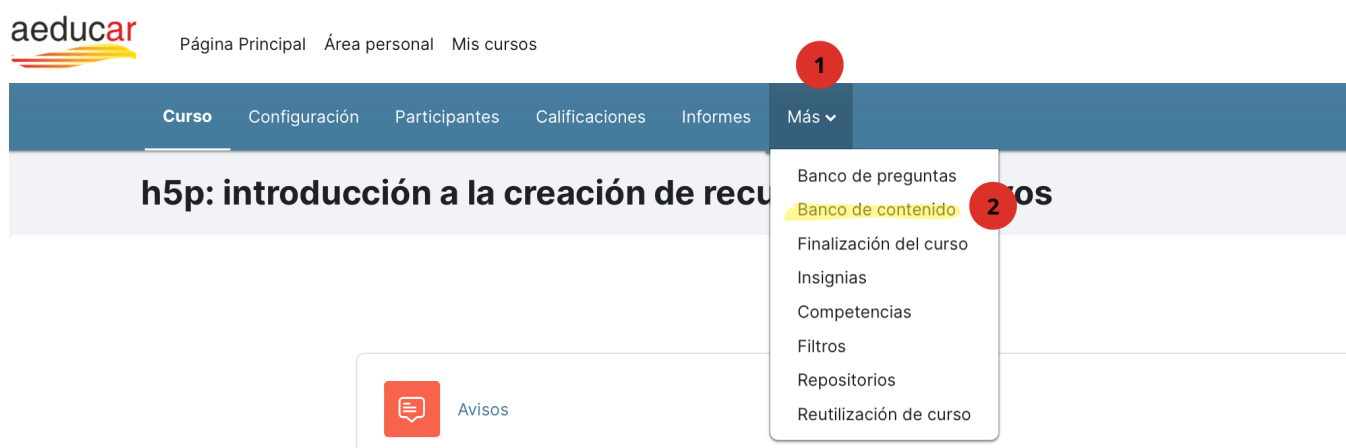 aeducar
Página Principal Área personal Mis cursos
1
Curso Configuración Participantes Calificaciones Informes Más
Banco de preguntas
h5p: introducción a la creación de recu vos
Banco de contenido 2
Finalización del curso
Insignias
Competencias
Filtros
Repositorios
Reutilización de curso
Avisos